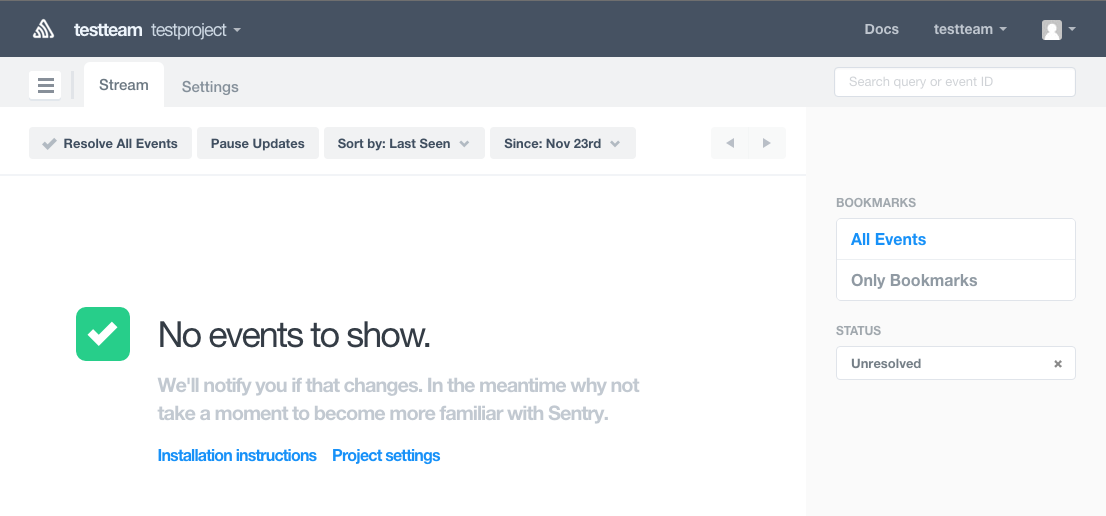 testteam testproject
Docs
testteam
Stream
Settings
Search query or event ID
Resolve All Events
Pause Updates
Sort by: Last Seen
Since: Nov 23rd
No events to show.
We'll notify you if that changes. In the meantime why not
take a moment to become more familiar with Sentry.
Installation instructions
Project settings
BOOKMARKS
All Events
Only Bookmarks
STATUS
Unresolved